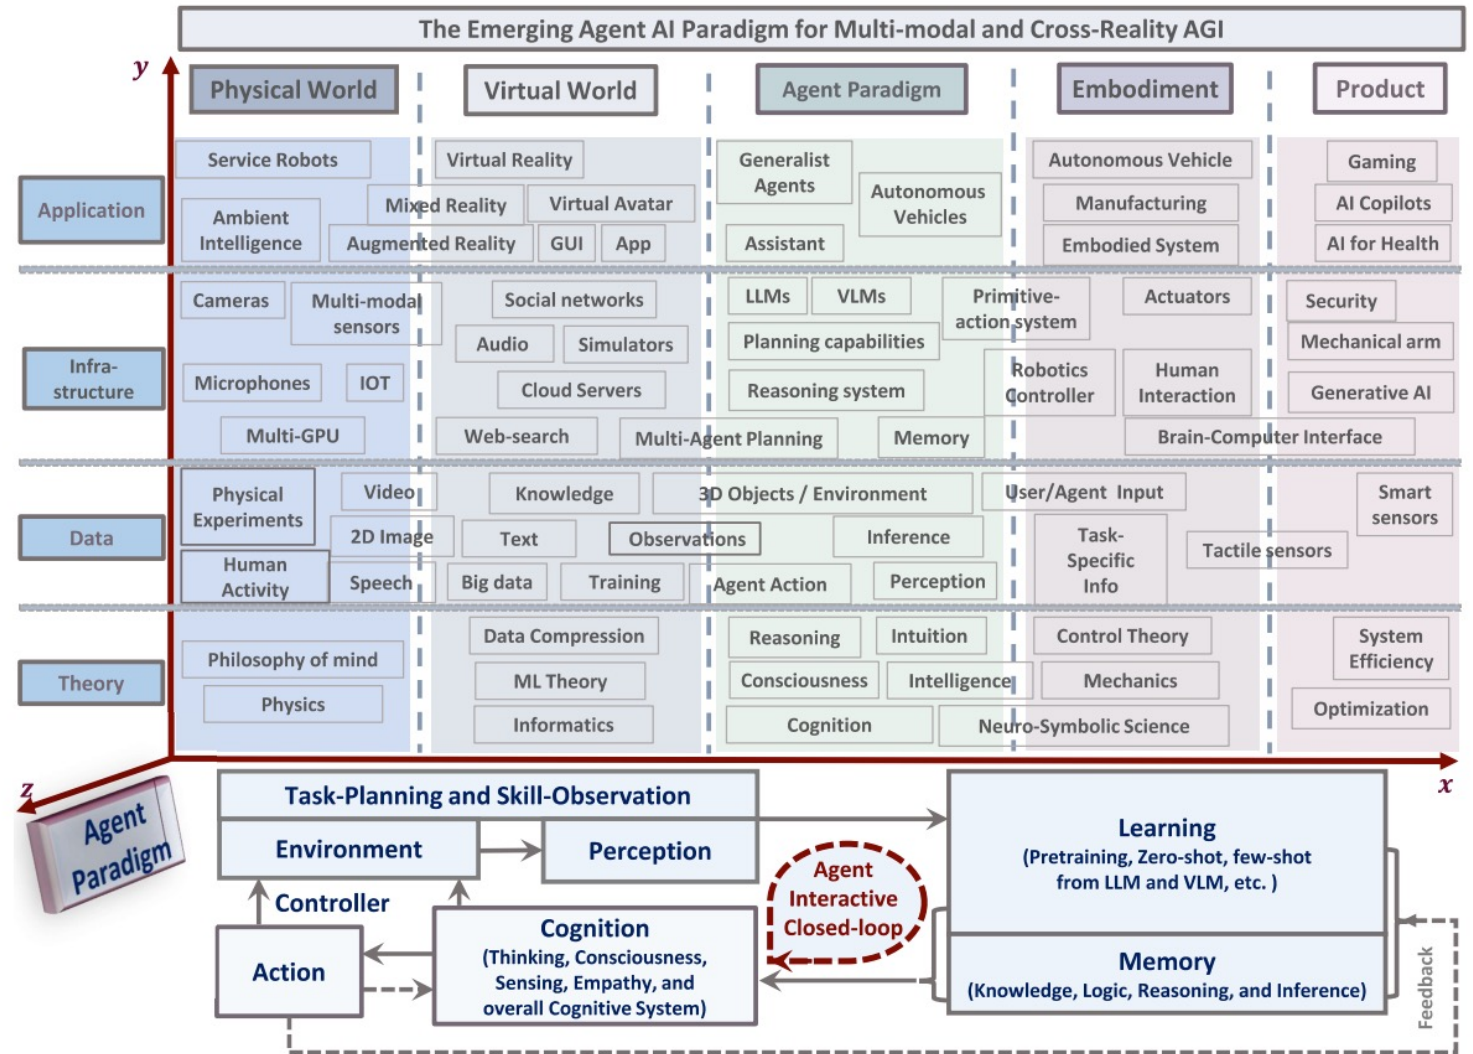 The Emerging Agent AI Paradigm for Multi-modal and Cross-Reality AGI
y
Physical World
Virtual World
Agent Paradigm
Embodiment
Product
Application
Service Robots
Ambient
Intelligence
Mixed Reality
Augmented Reality
Virtual Reality
Virtual Avatar
GUI
App
Generalist
Agents
Autonomous
Vehicles
Assistant
Autonomous Vehicle
Manufacturing
Embodied System
Gaming
AI Copilots
AI for Health
Infra-
structure
Cameras
Multi-modal
sensors
Microphones
IOT
Multi-GPU
Social networks
Audio
Simulators
Cloud Servers
Web-search
Multi-Agent Planning
LLMs
VLMs
Primitive-
action system
Planning capabilities
Reasoning system
Memory
Robotics
Controller
Actuators
Human
Interaction
Brain-Computer Interface
Security
Mechanical arm
Generative AI
Data
Physical
Experiments
Video
2D Image
Human
Activity
Speech
Knowledge
Text
Observations
Big data
Training
3D Objects / Environment
Inference
Agent Action
Perception
User/Agent Input
Task-
Specific
Info
Tactile sensors
Smart
sensors
Theory
Philosophy of mind
Physics
Data Compression
ML Theory
Informatics
Reasoning
Intuition
Consciousness
Intelligence
Cognition
Neuro-Symbolic Science
Control Theory
Mechanics
System
Efficiency
Optimization
z
x
Agent
Paradigm
Task-Planning and Skill-Observation
Environment
Perception
Controller
Action
Cognition
(Thinking, Consciousness,
Sensing, Empathy, and
overall Cognitive System)
Agent
Interactive
Closed-loop
Learning
(Pretraining, Zero-shot, few-shot
from LLM and VLM, etc. )
Memory
(Knowledge, Logic, Reasoning, and Inference)
Feedback